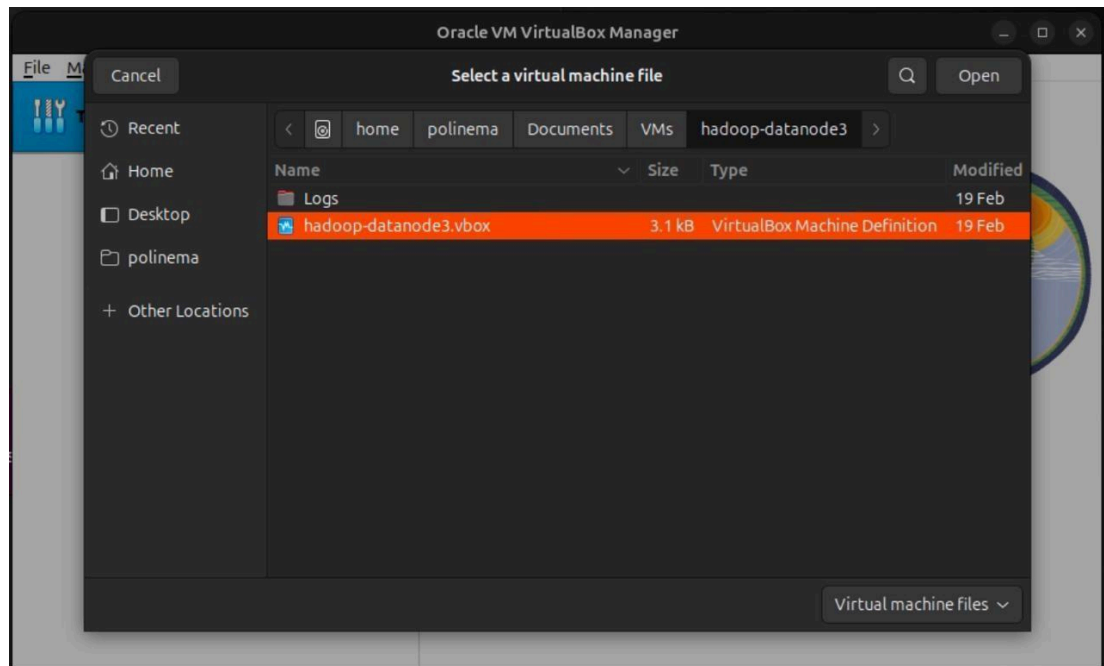 Oracle VM VirtualBox Manager
File M
Cancel Select a virtual machine file Open
Recent
Home
Desktop
polinema
Other Locations
home polinema Documents VMs hadoop-datanode3
Name Size Type Modified
Logs 19 Feb
hadoop-datanode3.vbox 3.1 kB VirtualBox Machine Definition 19 Feb
Virtual machine files